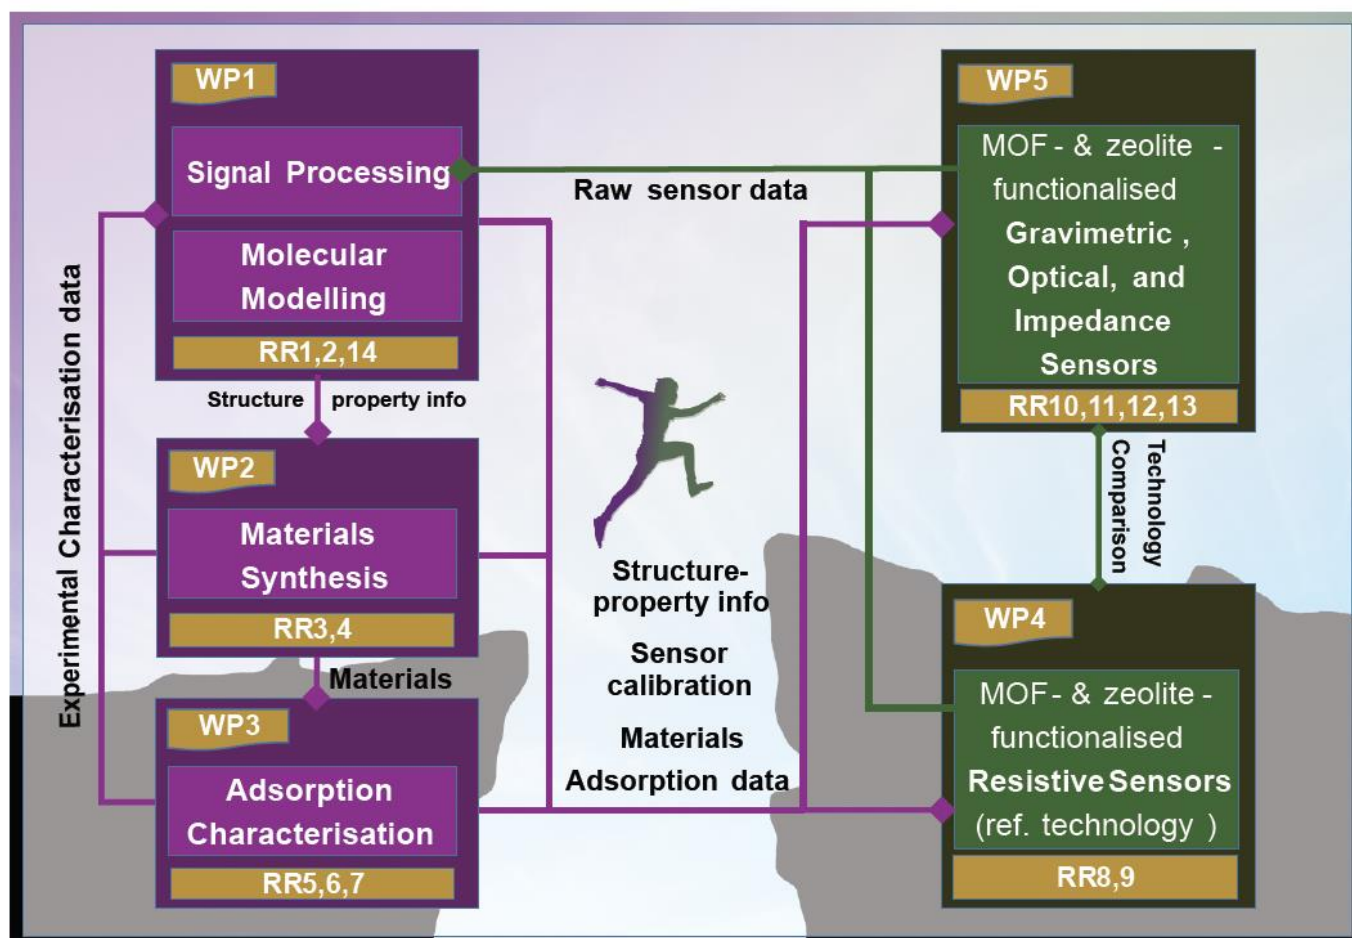 WP1
Signal Processing
Molecular
Modelling
RR1,2,14
Structure property info
WP2
Materials
Synthesis
RR3,4
Materials
WP3
Adsorption
Characterisation
RR5,6,7
Experimental Characterisation data
Raw sensor data
Structure-
property info
Sensor
calibration
Materials
Adsorption data
WP5
MOF- & zeolite -
functionalised
Gravimetric ,
Optical, and
Impedance
Sensors
RR10,11,12,13
Technology
Comparison
WP4
MOF- & zeolite -
functionalised
Resistive Sensors
(ref. technology )
RR8,9